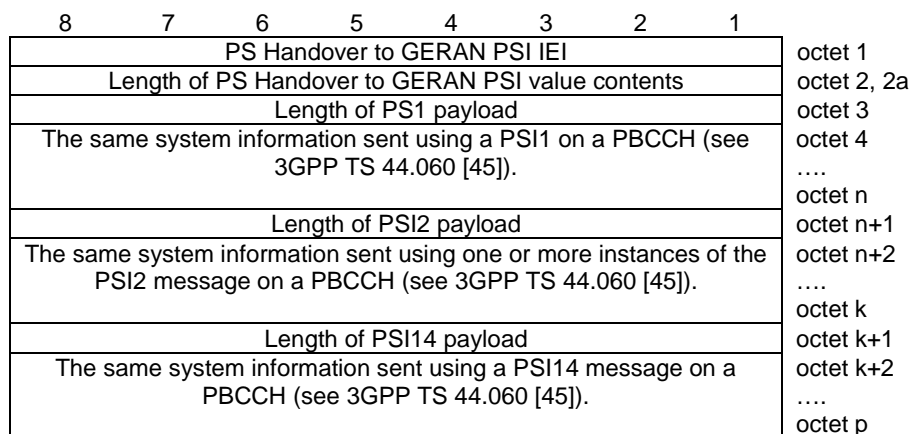 8 7 6 5 4 3 2 1
PS Handover to GERAN PSI IEI octet 1
Length of PS Handover to GERAN PSI value contents octet 2, 2a
Length of PS1 payload octet 3
The same system information sent using a PSI1 on a PBCCH (see octet 4
3GPP TS 44.060 [45]). ….
octet n
Length of PSI2 payload octet n+1
The same system information sent using one or more instances of the octet n+2
PSI2 message on a PBCCH (see 3GPP TS 44.060 [45]). ….
octet k
Length of PSI14 payload octet k+1
The same system information sent using a PSI14 message on a octet k+2
PBCCH (see 3GPP TS 44.060 [45]). ….
octet p